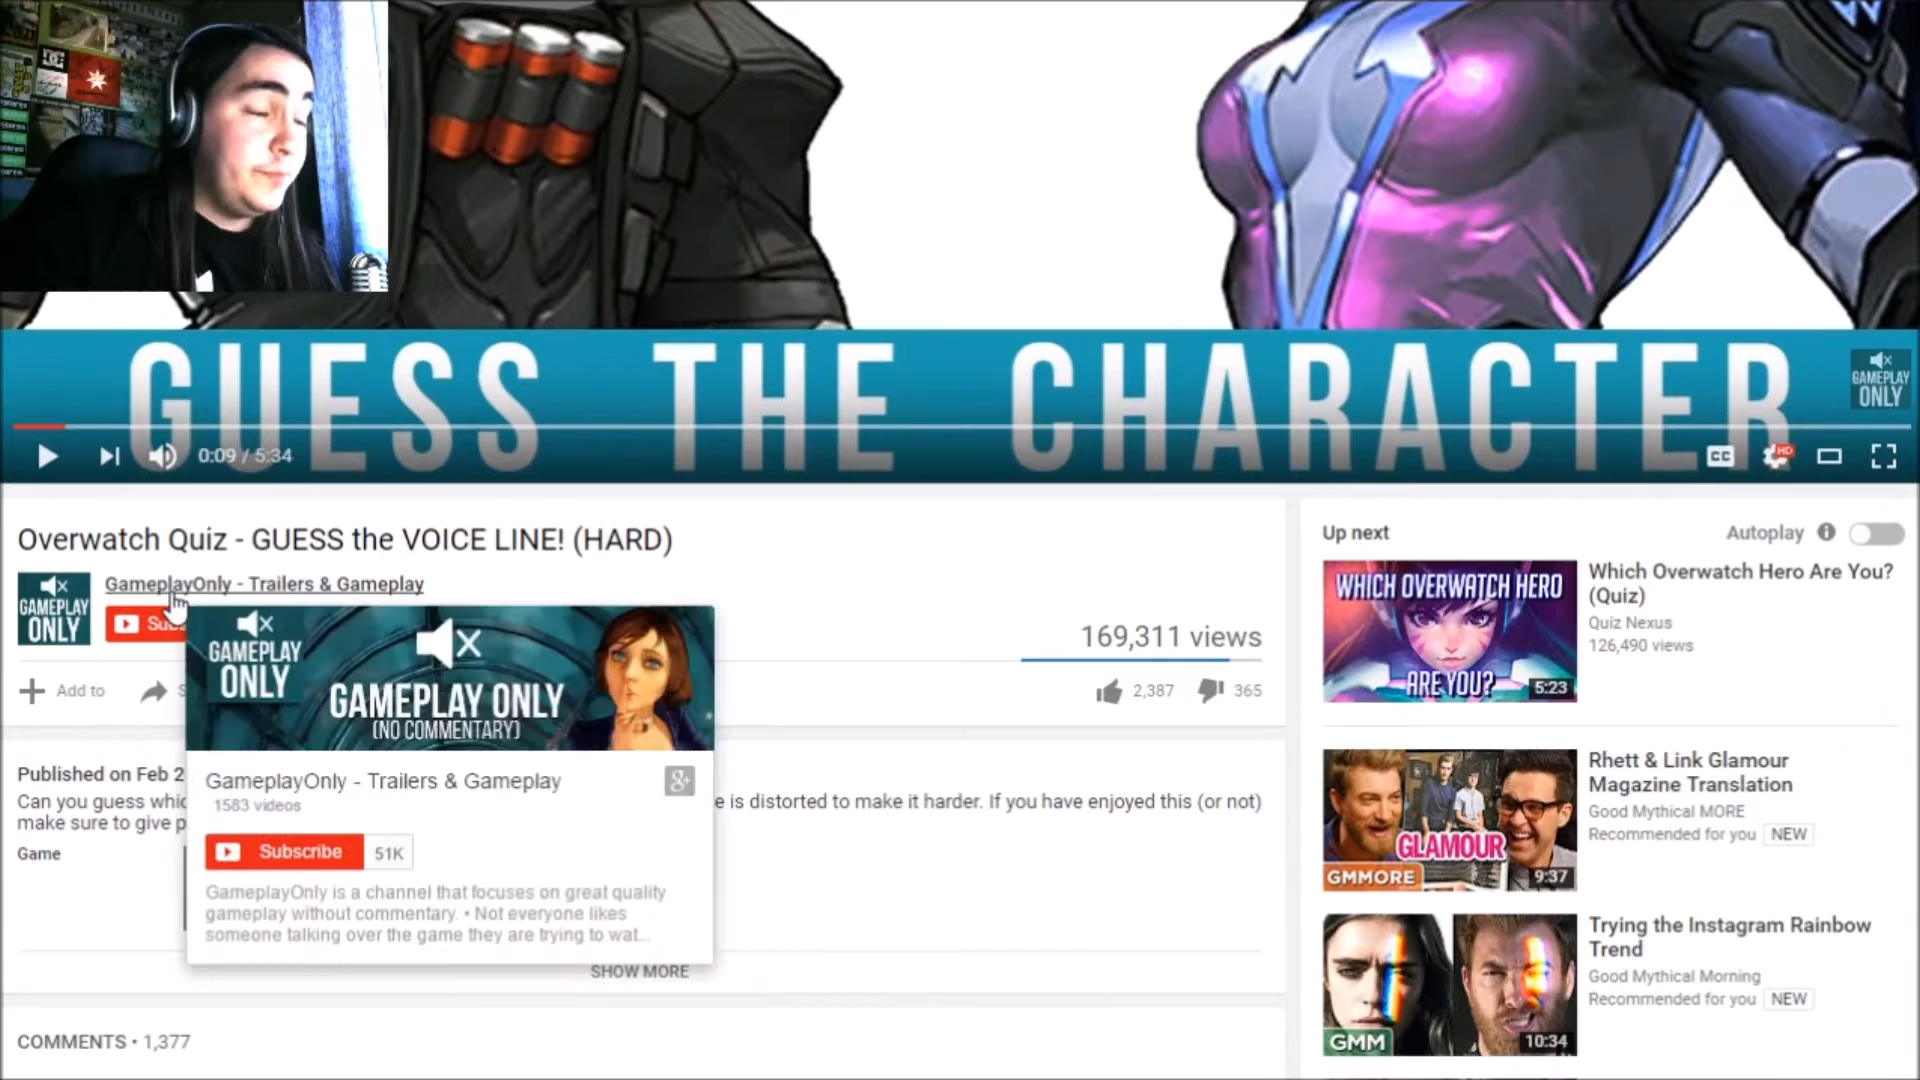 GUESS THE CHARACTER
GAMEPLAY
ONLY
0:09 / 5:34
CC
HD
Overwatch Quiz - GUESS the VOICE LINE! (HARD)
GAMEPLAY
ONLY
GameplayOnly - Trailers & Gameplay
169,311 views
Add to
2,387
365
GAMEPLAY
ONLY
GAMEPLAY ONLY
(NO COMMENTARY)
GameplayOnly - Trailers & Gameplay
1583 videos
Subscribe
51K
GameplayOnly is a channel that focuses on great quality
gameplay without commentary. • Not everyone likes
someone talking over the game they are trying to wat...
Published on Feb 2
Can you guess whic
e is distorted to make it harder. If you have enjoyed this (or not)
make sure to give p
Game
SHOW MORE
COMMENTS • 1,377
Up next
Autoplay
WHICH OVERWATCH HERO
ARE YOU?
5:23
Which Overwatch Hero Are You?
(Quiz)
Quiz Nexus
126,490 views
GLAMOUR
GMMORE
9:37
Rhett & Link Glamour
Magazine Translation
Good Mythical MORE
Recommended for you NEW
GMM
10:34
Trying the Instagram Rainbow
Trend
Good Mythical Morning
Recommended for you NEW